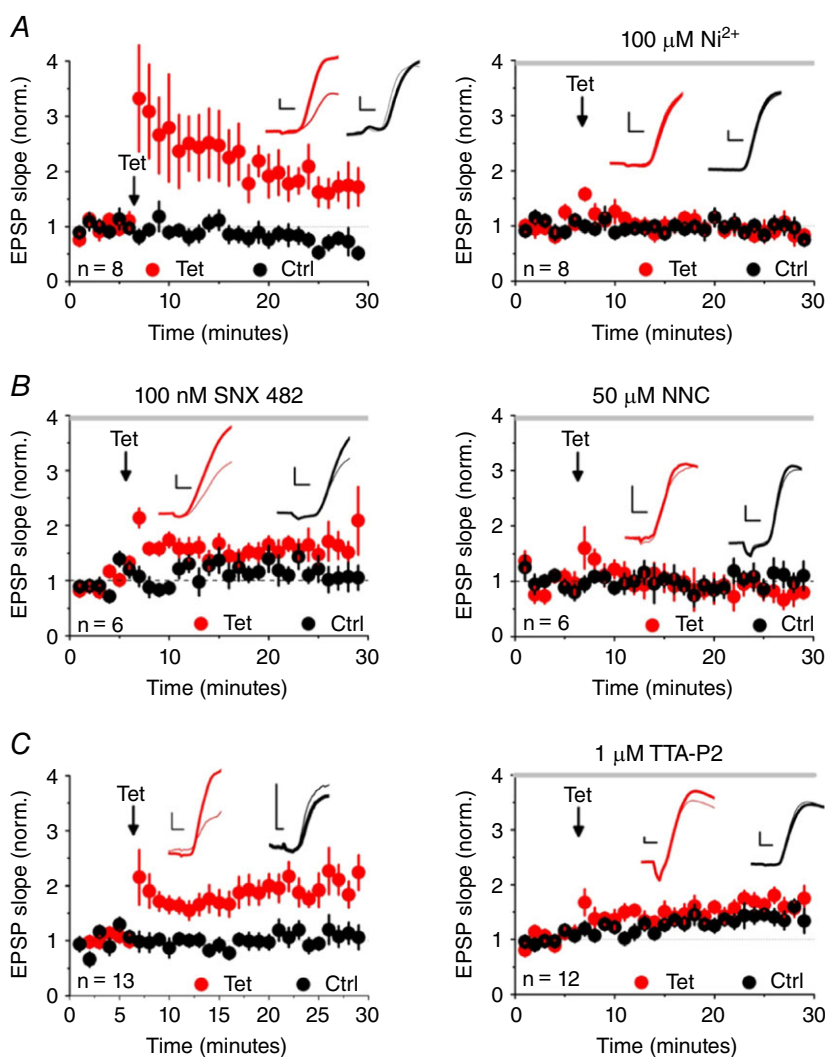 A
EPSP slope (norm.)
4
3
2
1
0
Tet
n = 8
Tet
Ctrl
0
10
20
30
Time (minutes)
100 μM Ni2+
EPSP slope (norm.)
4
3
2
1
0
Tet
n = 8
Tet
Ctrl
0
10
20
30
Time (minutes)
B
100 nM SNX 482
EPSP slope (norm.)
4
3
2
1
0
Tet
n = 6
Tet
Ctrl
0
10
20
30
Time (minutes)
50 μM NNC
EPSP slope (norm.)
4
3
2
1
0
Tet
n = 6
Tet
Ctrl
0
10
20
30
Time (minutes)
C
EPSP slope (norm.)
4
3
2
1
0
Tet
n = 13
Tet
Ctrl
0
5
10
5
20
25
30
Time (minutes)
1 μM TTA-P2
EPSP slope (norm.)
4
3
2
1
0
Tet
n = 12
Tet
Ctrl
0
10
20
30
Time (minutes)